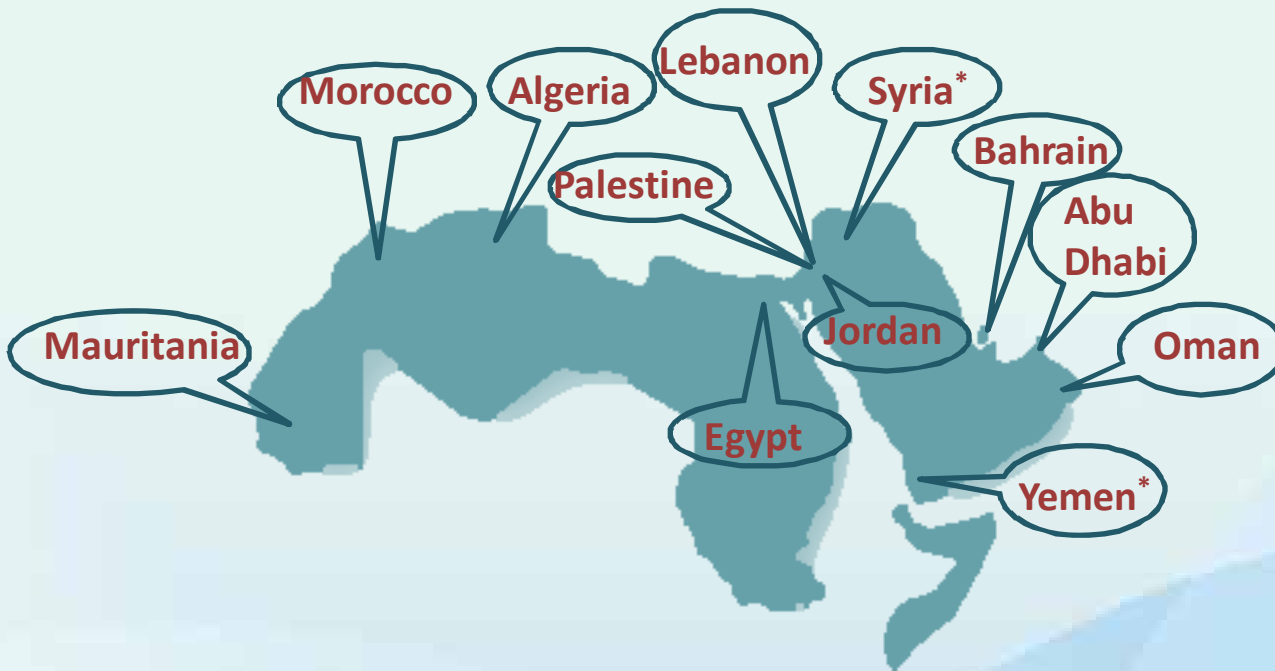 Lebanon
Morocco
Algeria
Syria*
Bahrain
Palestine
Abu
Dhabi
Jordan
Mauritania
Oman
Egypt
Yemen*